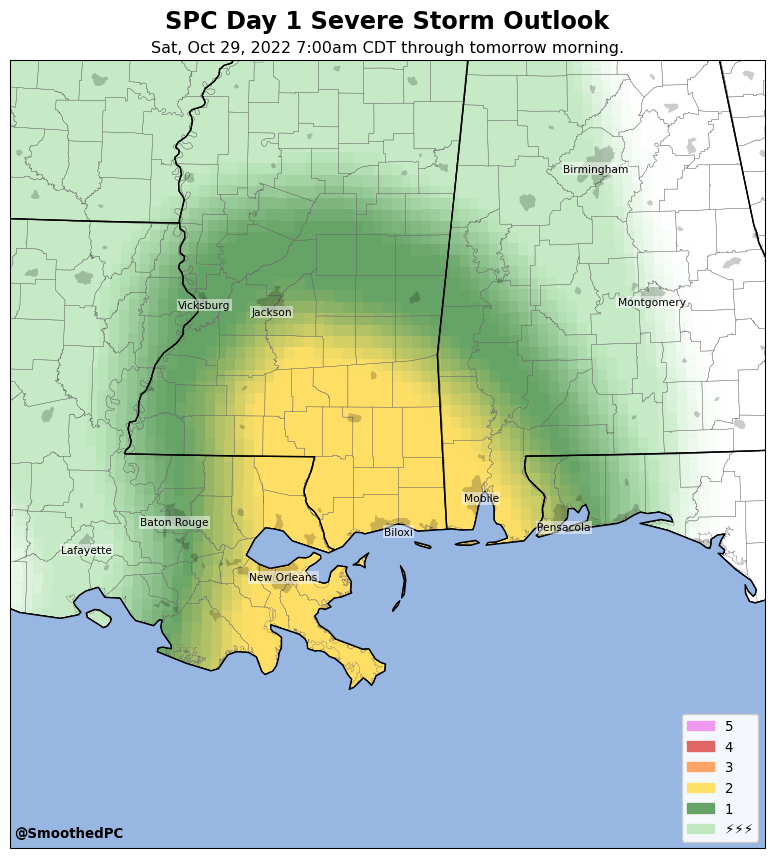 SPC Day 1 Severe Storm Outlook
Sat, Oct 29, 2022 7:00am CDT through tomorrow morning.
Birmingham
Vicksburg
Jackson
Montgomery
Mobile
Baton Rouge
Pensacola
Biloxi
Lafayette
New Orleans
5
4
3
2
1
⚡⚡⚡
@SmoothedPC